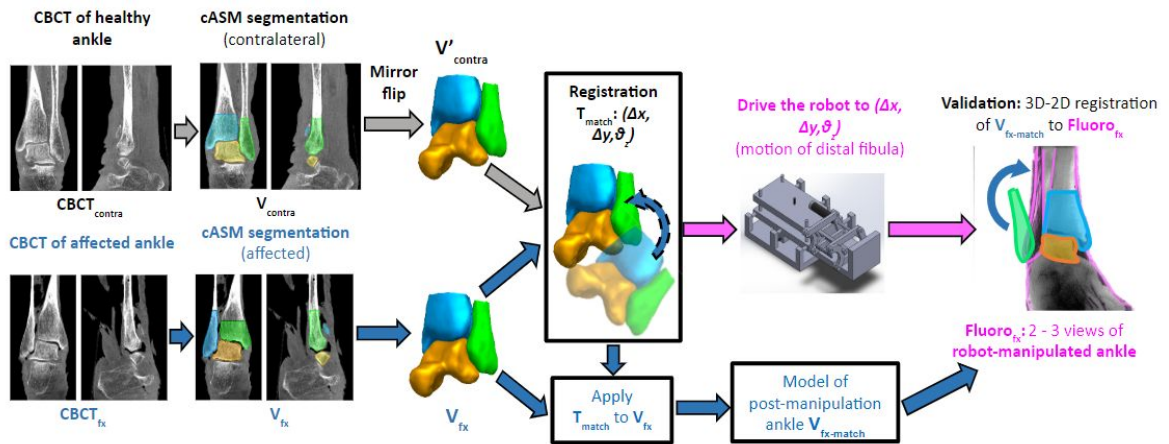 CBCT of healthy
ankle
cASM segmentation
(contralateral)
Mirror
flip
V'contra
Registration
Tmatch: (Δx,
Δy,ϑz)
Drive the robot to (Δx,
Δy,ϑz)
(motion of distal fibula)
Validation: 3D-2D registration
of Vfx-match to Fluorofx
CBCTcontra
Vcontra
CBCT of affected ankle
cASM segmentation
(affected)
CBCTfx
Vfx
Vfx
Apply
Tmatch to Vfx
Model of
post-manipulation
ankle Vfx-match
Fluorofx: 2 - 3 views of
robot-manipulated ankle